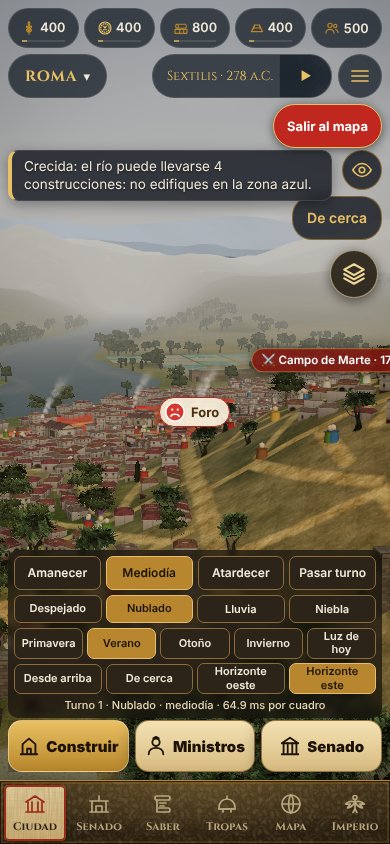 400
400
800
400
500
ROMA ▾
Sextilis · 278 a.C.
Salir al mapa
Crecida: el río puede llevarse 4
construcciones: no edifiques en la zona azul.
De cerca
Campo de Marte · 17
Foro
Amanecer
Mediodía
Atardecer
Pasar turno
Despejado
Nublado
Lluvia
Niebla
Primavera
Verano
Otoño
Invierno
Luz de
hoy
Desde arriba
De cerca
Horizonte
oeste
Horizonte
este
Turno 1 · Nublado · mediodía · 64.9 ms por cuadro
Construir
Ministros
Senado
Ciudad
Senado
Saber
Tropas
Mapa
Imperio